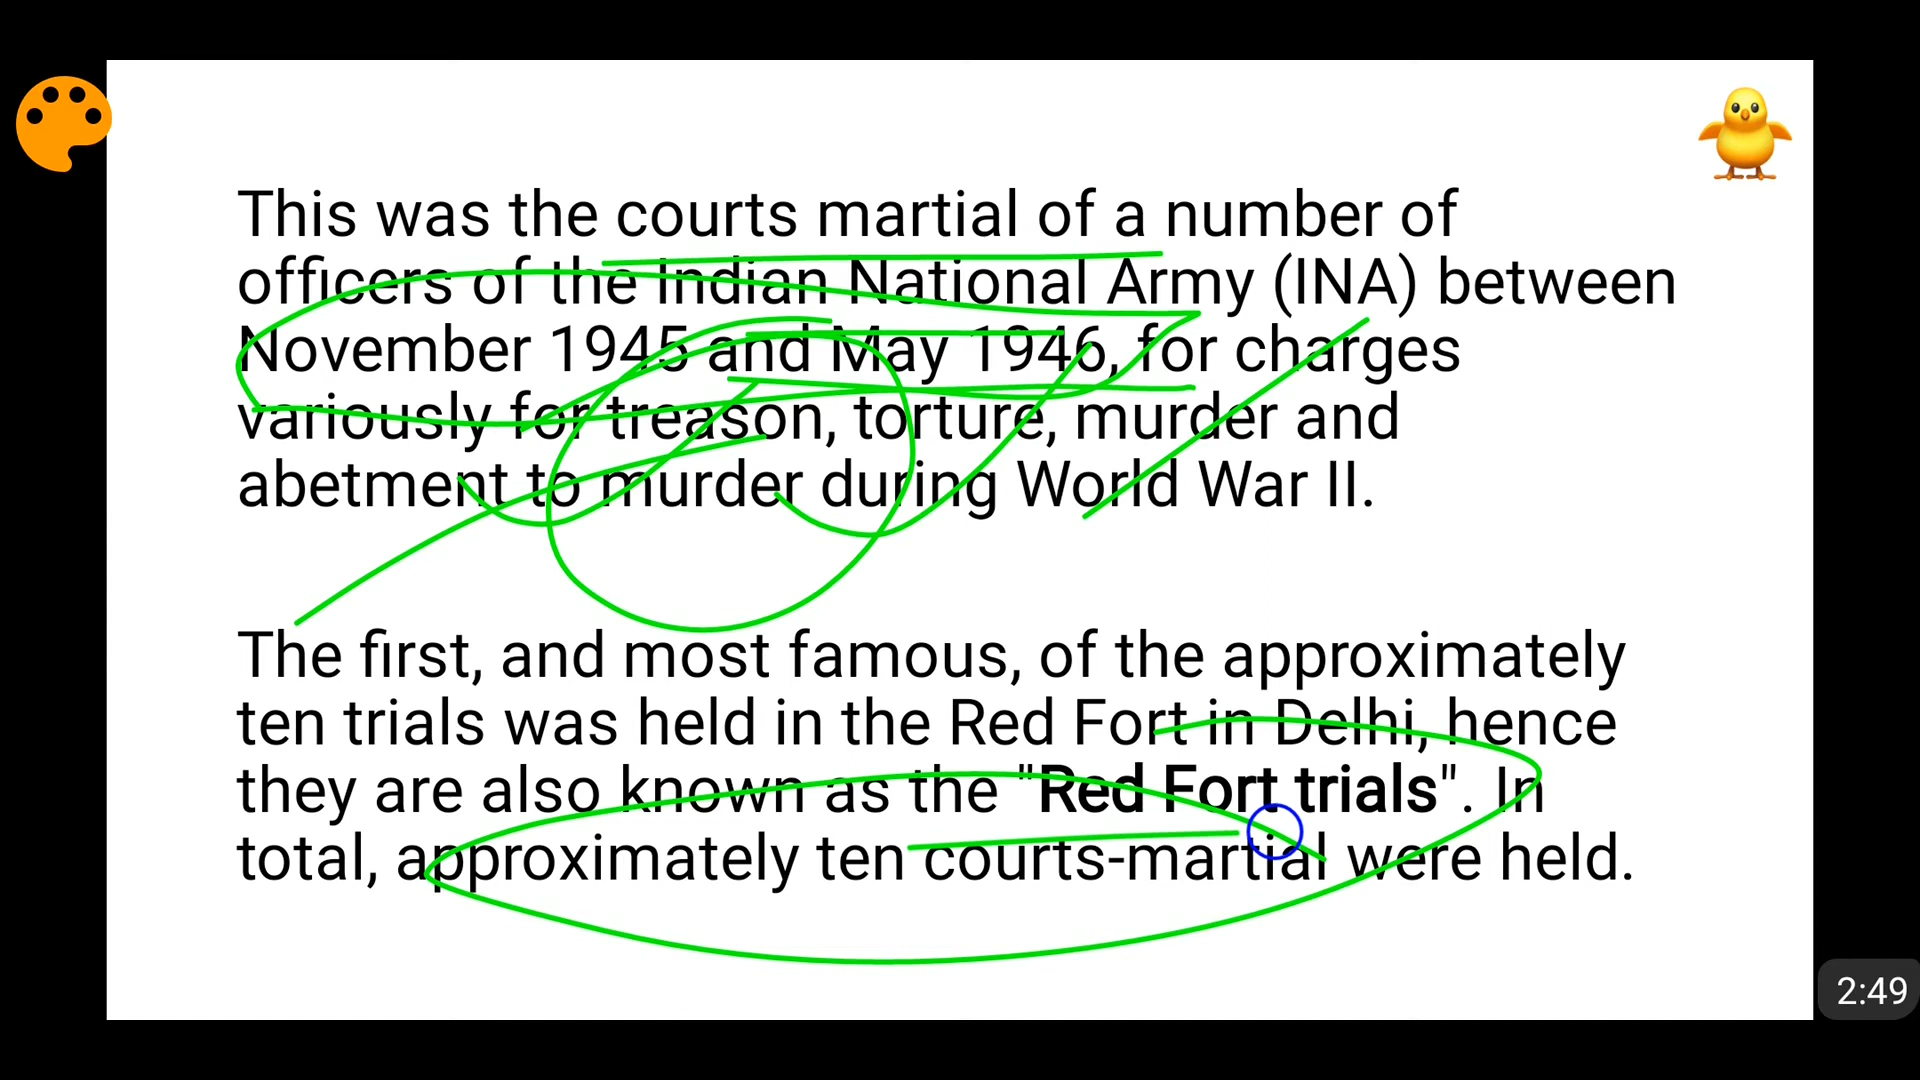 This was the courts martial of a number of
officers of the Indian National Army (INA) between
November 1945 and May 1946, for charges
variously for treason, torture, murder and
abetment to murder during World War II.
The first, and most famous, of the approximately
ten trials was held in the Red Fort in Delhi, hence
they are also known as the "Red Fort trials". In
total, approximately ten courts-martial were held.
2:49